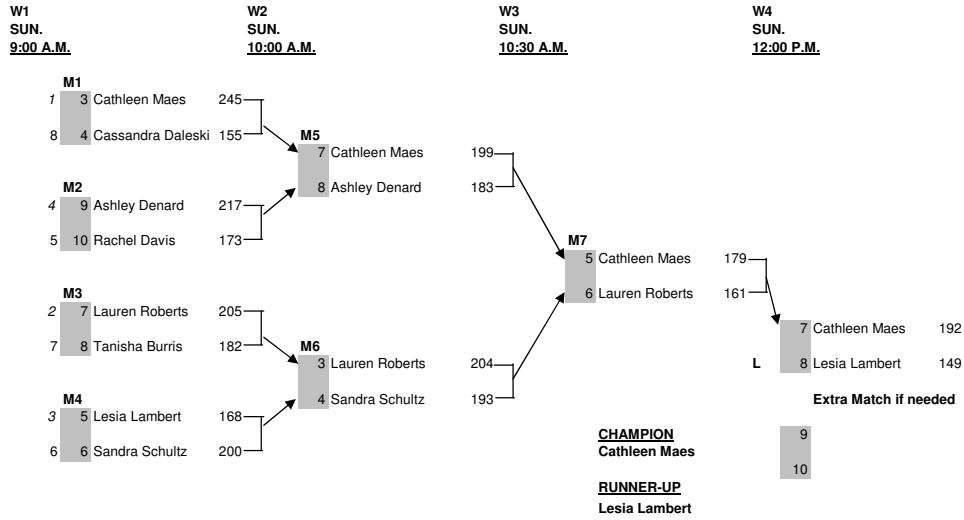 W1 W2 W3 W4
SUN. SUN. SUN. SUN.
9:00 A.M. 10:00 A.M. 10:30 A.M. 12:00 P.M.
M1
1 3 Cathleen Maes 245
8 4 Cassandra Daleski 155 M5
7 Cathleen Maes 199
8 Ashley Denard 183
M2
4 9 Ashley Denard 217
5 10 Rachel Davis 173 M7
5 Cathleen Maes 179
6 Lauren Roberts 161
M3
2 7 Lauren Roberts 205
7 Cathleen Maes 192
7 8 Tanisha Burris 182 M6
3 Lauren Roberts 204 L 8 Lesia Lambert 149
4 Sandra Schultz 193 Extra Match if needed
M4
3 5 Lesia Lambert 168
CHAMPION 9
6 6 Sandra Schultz 200 Cathleen Maes
10
RUNNER-UP
Lesia Lambert